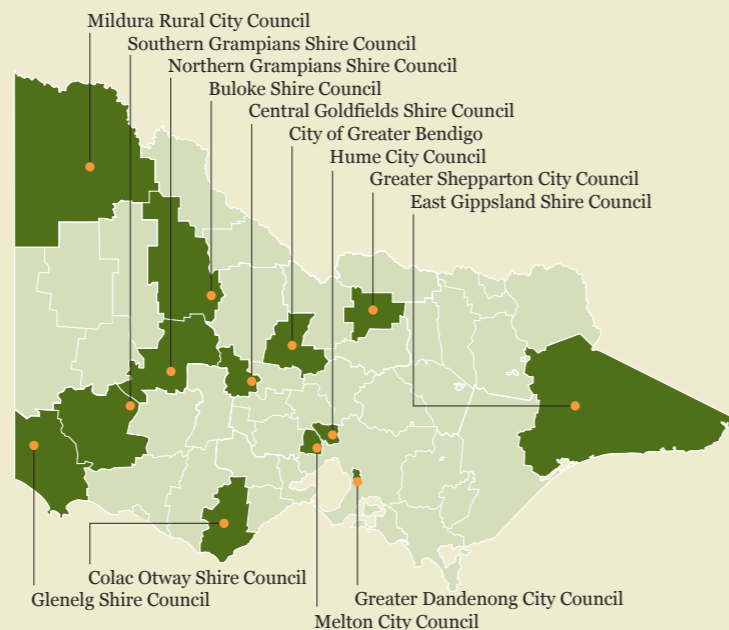 Mildura Rural City Council
Southern Grampians Shire Council
Northern Grampians Shire Council
Buloke Shire Council
Central Goldfields Shire Council
City of Greater Bendigo
Hume City Council
Greater Shepparton City Council
East Gippsland Shire Council
Colac Otway Shire Council
Glenelg Shire Council
Greater Dandenong City Council
Melton City Council